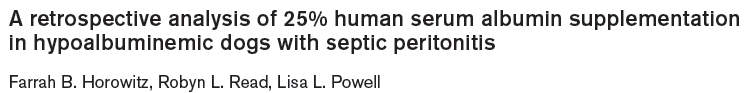 A retrospective analysis of 25% human serum albumin supplementation
in hypoalbuminemic dogs with septic peritonitis
Farrah B. Horowitz, Robyn L. Read, Lisa L. Powell